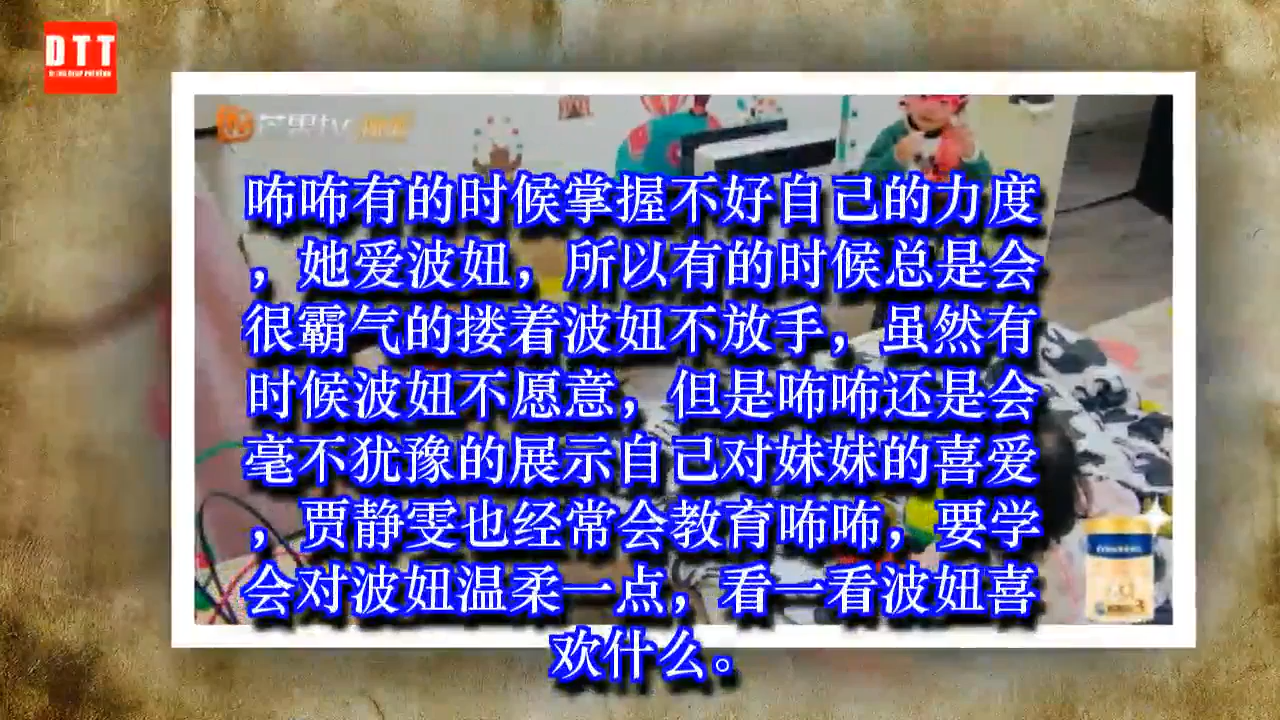 DTT
芒果tv
咘咘有的时候掌握不好自己的力度
，她爱波妞，所以有的时候总是会
很霸气的搂着波妞不放手，虽然有
时候波妞不愿意，但是咘咘还是会
毫不犹豫的展示自己对妹妹的喜爱
，贾静雯也经常会教育咘咘，要学
会对波妞温柔一点，看一看波妞喜
欢什么。